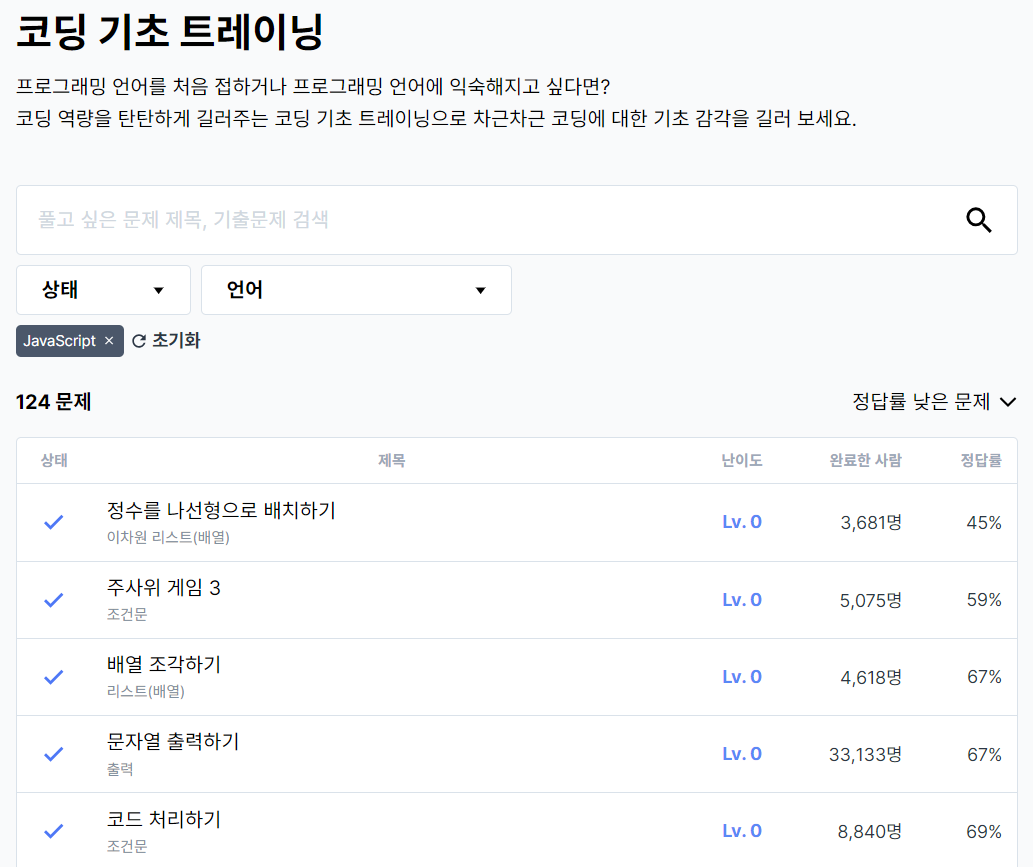 코딩 기초 트레이닝
프로그래밍 언어를 처음 접하거나 프로그래밍 언어에 익숙해지고 싶다면?
코딩 역량을 탄탄하게 길러주는 코딩 기초 트레이닝으로 차근차근 코딩에 대한 기초 감각을 길러 보세요.
풀고 싶은 문제 제목, 기출문제 검색
상태 언어
JavaScript × 초기화
124 문제 정답률 낮은 문제
상태 제목 난이도 완료한 사람 정답률
정수를 나선형으로 배치하기 Lv. 0 3,681명 45%
이차원 리스트(배열)
주사위 게임 3 Lv. 0 5,075명 59%
조건문
배열 조각하기 Lv. 0 4,618명 67%
리스트(배열)
문자열 출력하기 Lv. 0 33,133명 67%
출력
코드 처리하기 Lv. 0 8,840명 69%
조건문